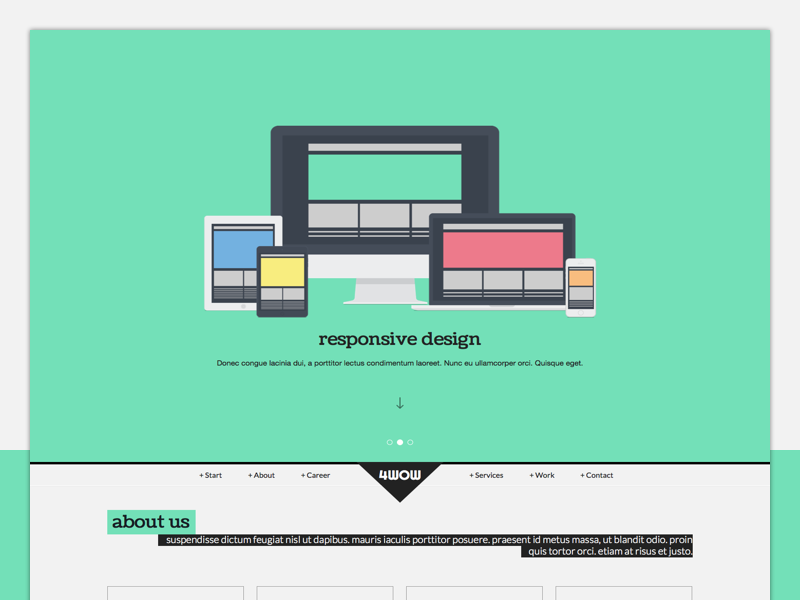 responsive design
Donec congue lacinia dui, a porttitor lectus condimentum laoreet. Nunc eu ullamcorper orci. Quisque eget.
+ Start + About + Career 4WOW + Services + Work + Contact
about us
suspendisse dictum feugiat nisl ut dapibus. mauris iaculis porttitor posuere. praesent id metus massa, ut blandit odio. proin
quis tortor orci. etiam at risus et justo.